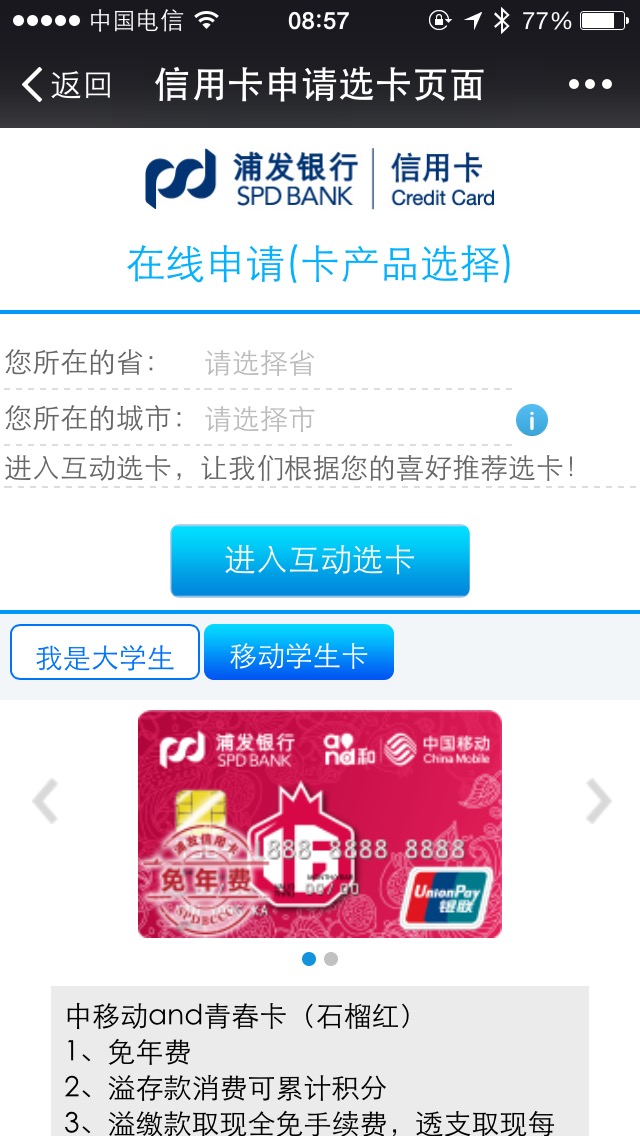 中国电信 08:57 77%
返回 信用卡申请选卡页面
浦发银行 信用卡
SPD BANK Credit Card
在线申请(卡产品选择)
您所在的省： 请选择省
您所在的城市： 请选择市
进入互动选卡，让我们根据您的喜好推荐选卡！
进入互动选卡
我是大学生 移动学生卡
浦发银行 and和 中国移动
SPD BANK China Mobile
浦发信用卡
888 8888 8888
免年费
SPDBCCC
UnionPay
银联
中移动and青春卡（石榴红）
1、免年费
2、溢存款消费可累计积分
3、溢缴款取现全免手续费，透支取现每